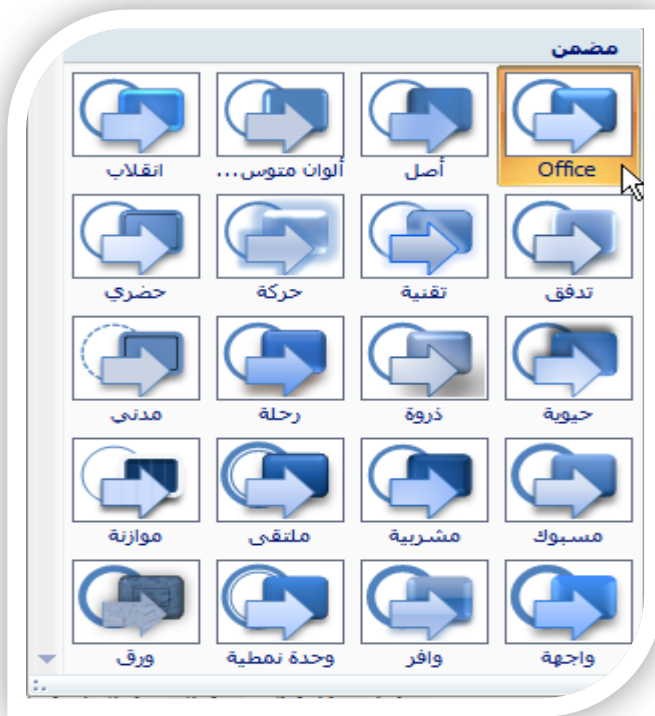 مضمن
Office أصل ألوان متوس... انقلاب
تدفق تقنية حركة حضري
حيوية ذروة رحلة مدني
مسبوك مشربية ملتقى موازنة
واجهة وافر وحدة نمطية ورق